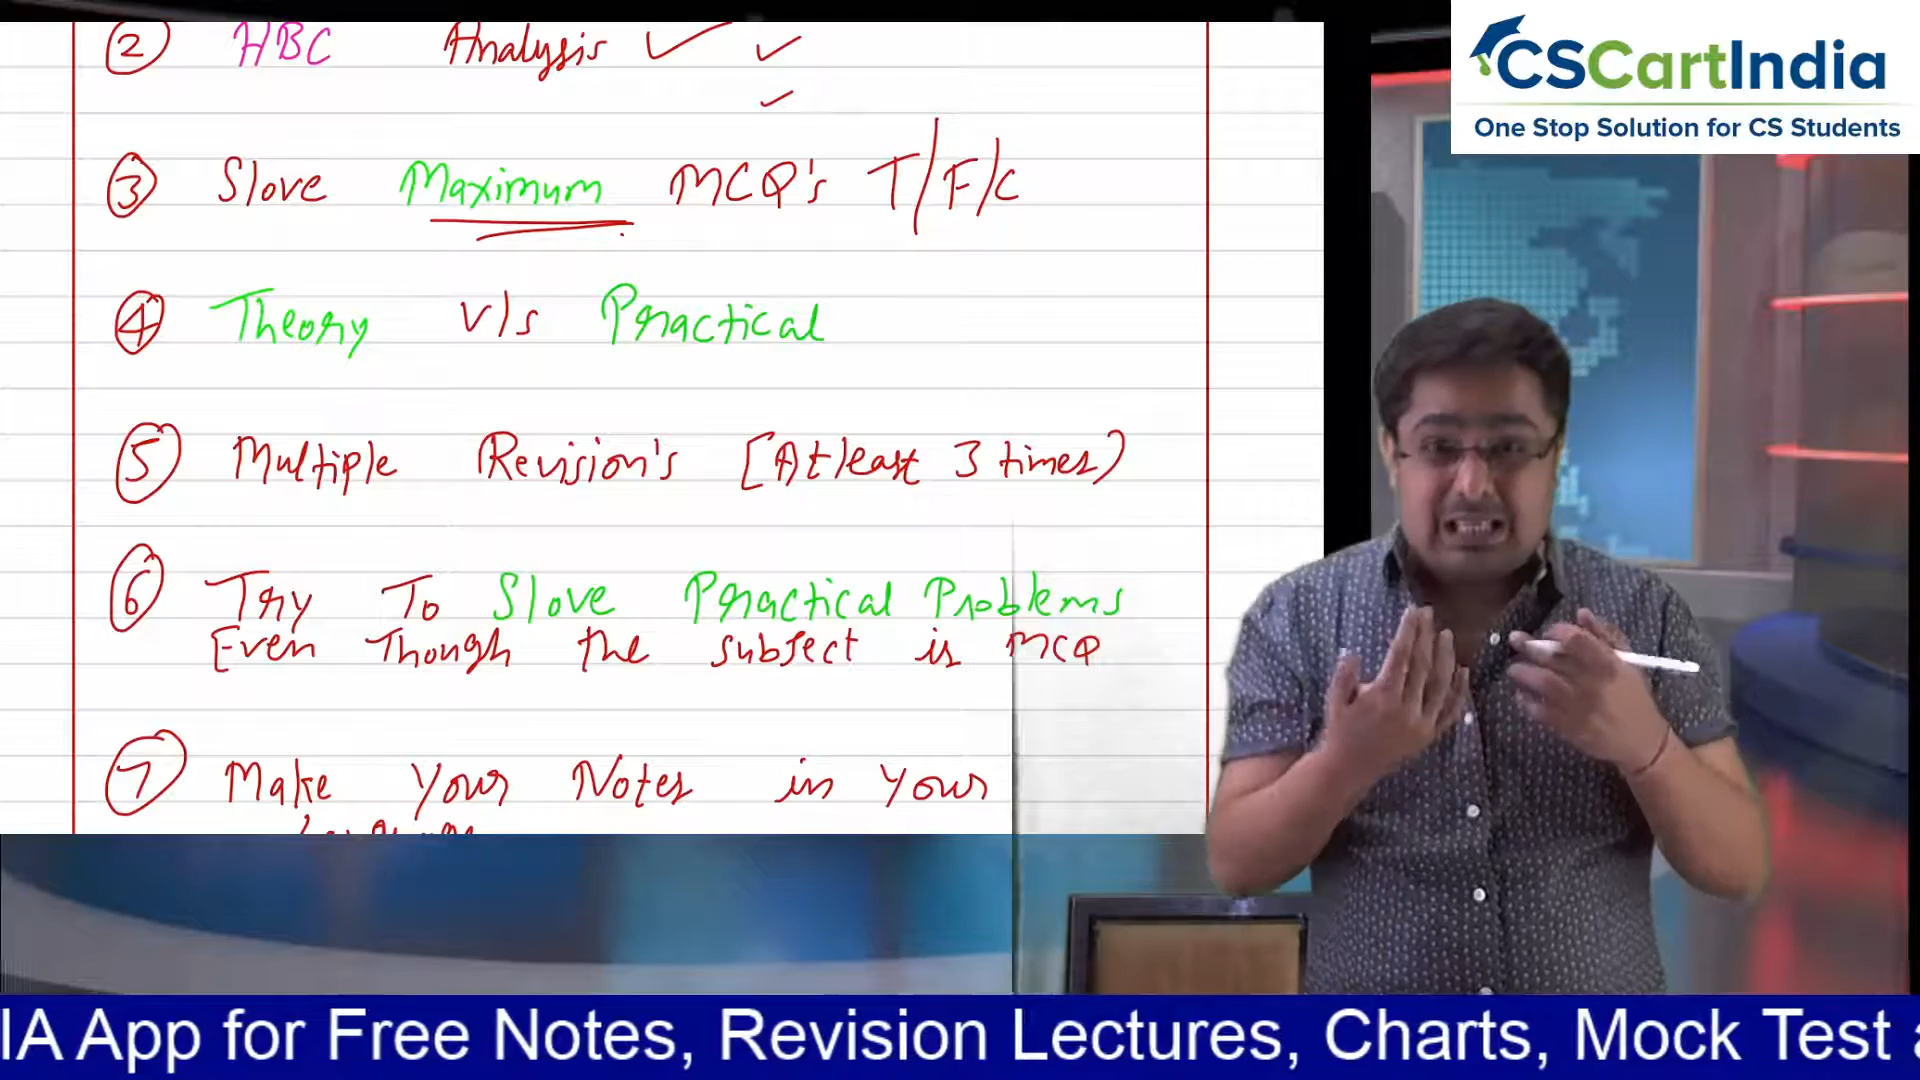 ② HBC Analysis
③ Slove Maximum MCQ's T/F/C
④ Theory v/s Practical
⑤ Multiple Revision's [At least 3 times)
⑥ Try To Slove Practical Problems
Even Though the subject is MCQ
⑦ Make Your Notes in your
CSCartIndia
One Stop Solution for CS Students
IA App for Free Notes, Revision Lectures, Charts, Mock Test a